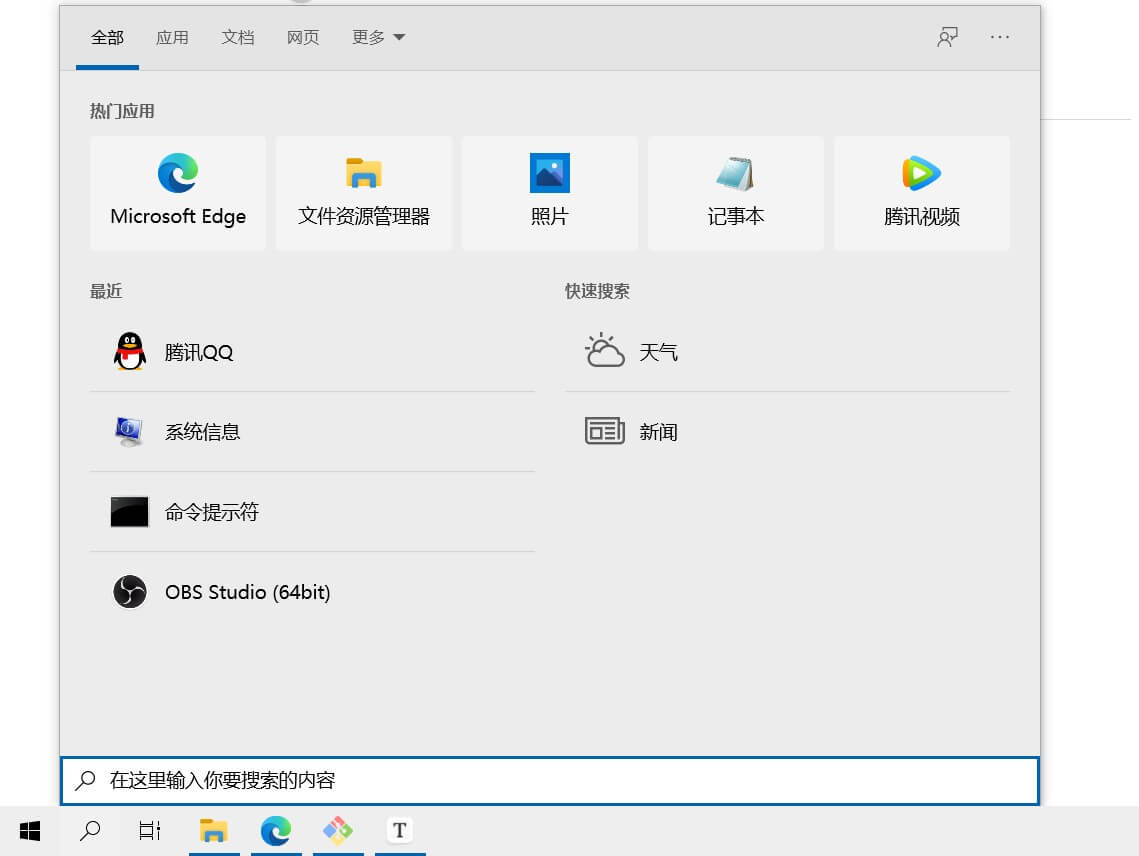 全部 应用 文档 网页 更多
热门应用
Microsoft Edge 文件资源管理器 照片 记事本 腾讯视频
最近 快速搜索
腾讯QQ 天气
系统信息 新闻
命令提示符
OBS Studio (64bit)
在这里输入你要搜索的内容
T